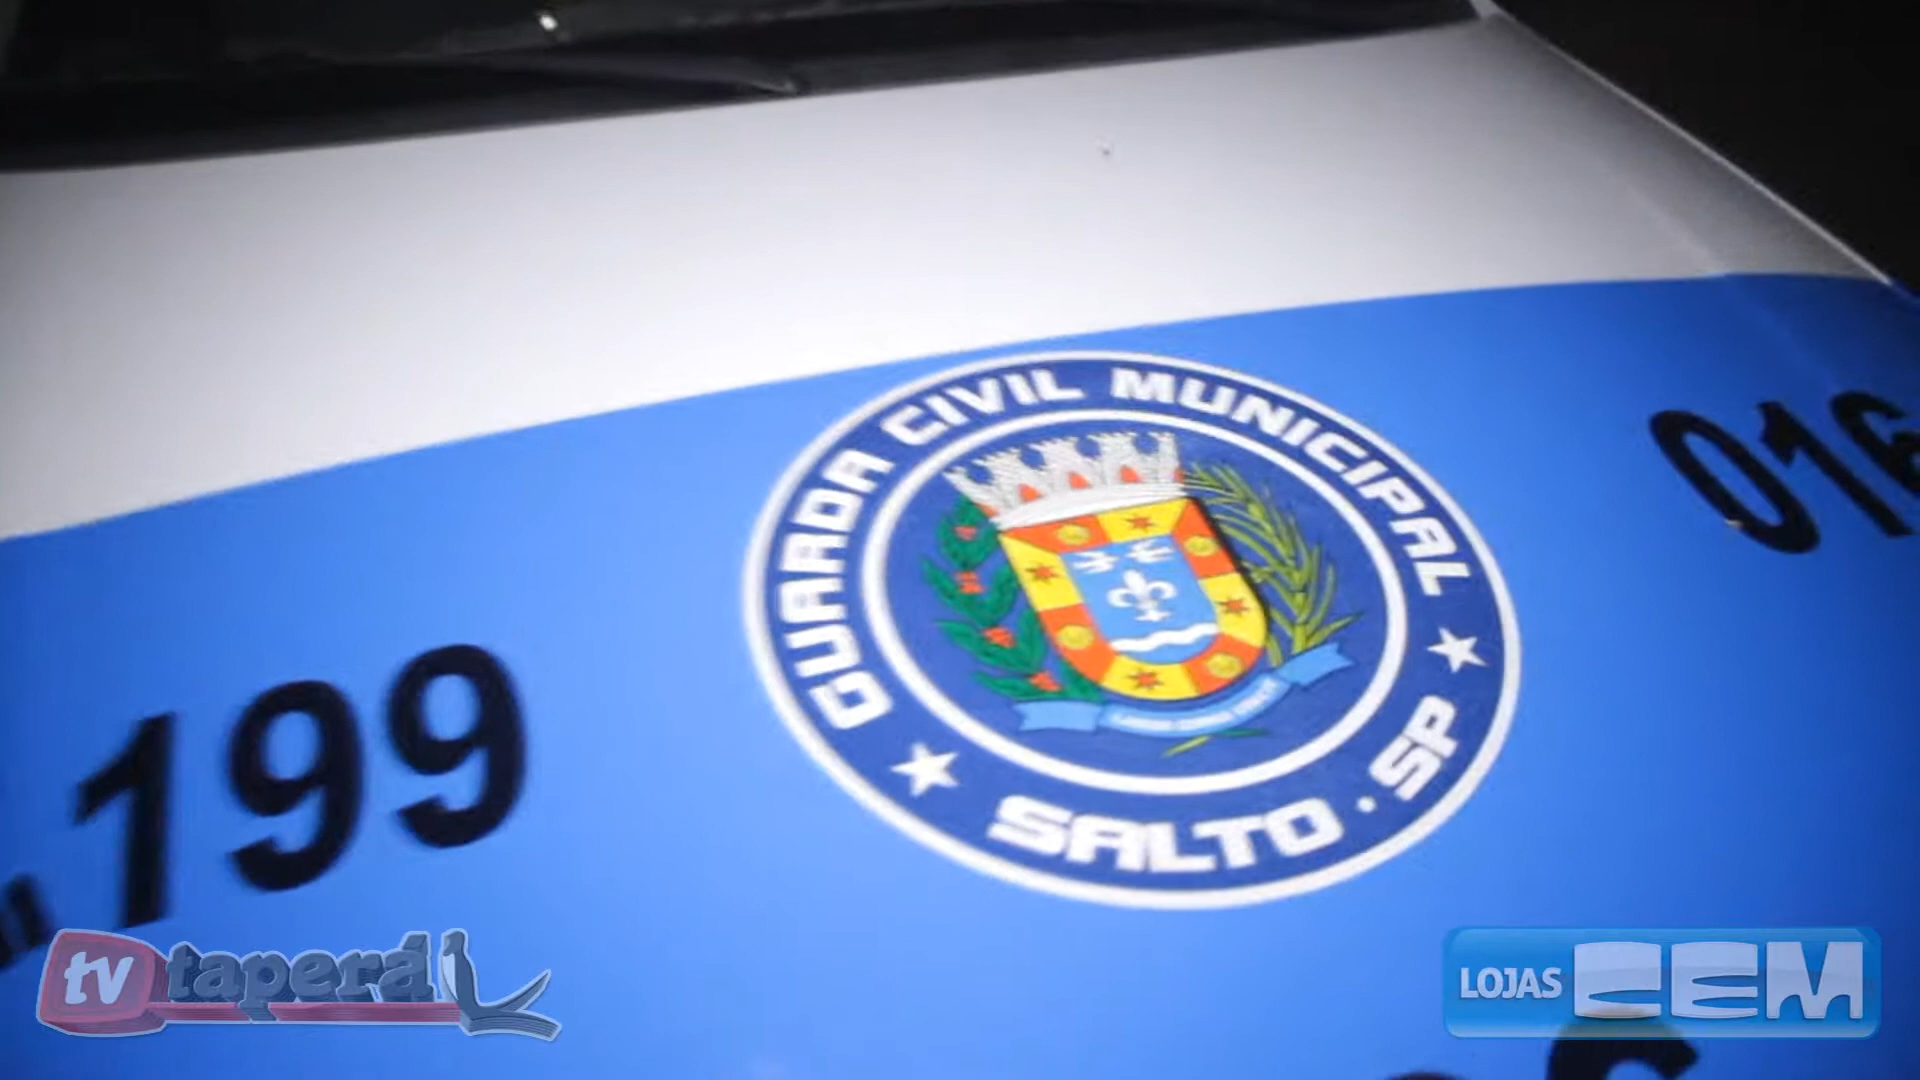 GUARDA CIVIL MUNICIPAL
SALTO · SP
199
016
tv taperá
LOJAS CEM